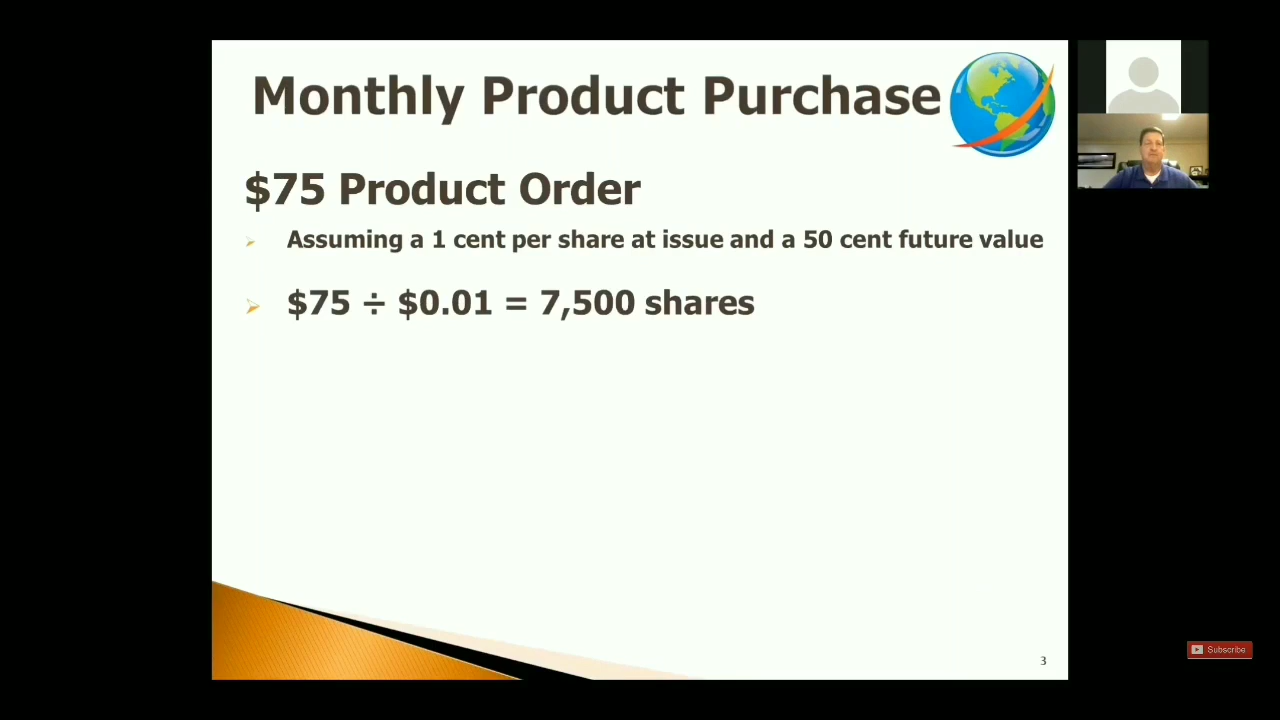 Monthly Product Purchase
$75 Product Order
Assuming a 1 cent per share at issue and a 50 cent future value
$75 ÷ $0.01 = 7,500 shares
3
Subscribe